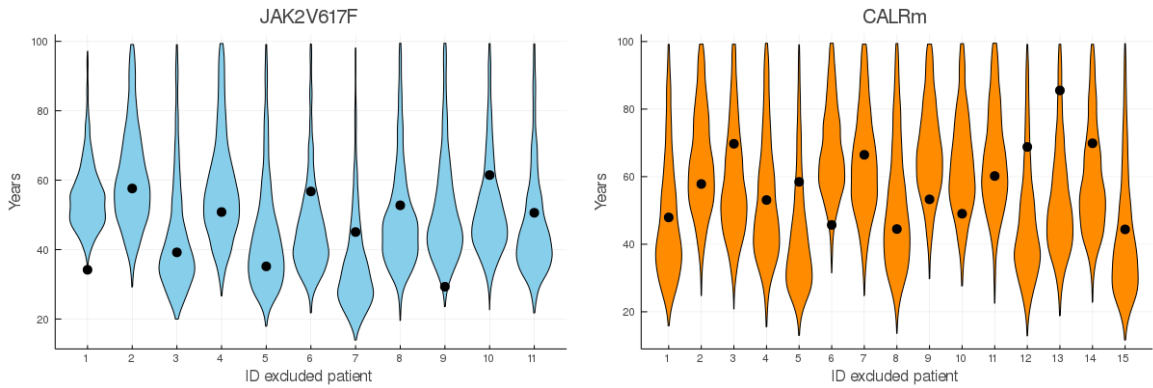 JAK2V617F
100
80
60
40
20
Years
1 2 3 4 5 6 7 8 9 10 11
ID excluded patient
CALRm
100
80
60
40
20
Years
1 2 3 4 5 6 7 8 9 10 11 12 13 14 15
ID excluded patient